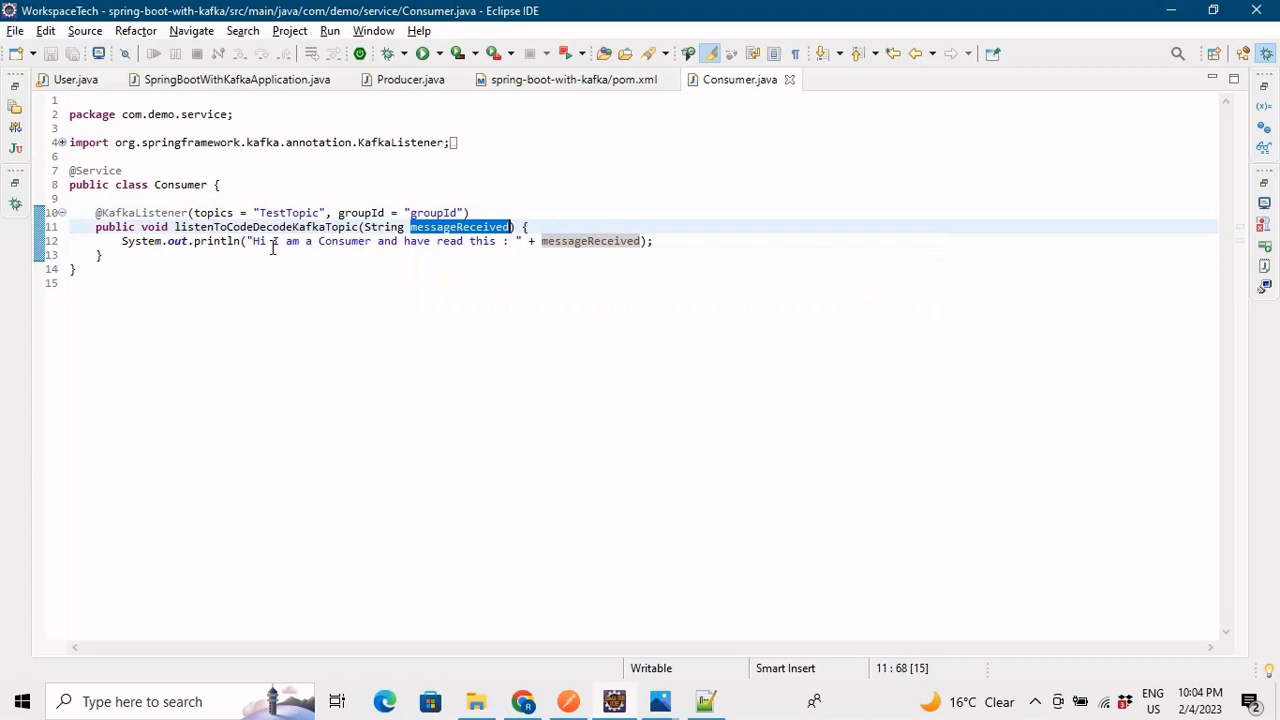 WorkspaceTech - spring-boot-with-kafka/src/main/java/com/demo/service/Consumer.java - Eclipse IDE
File Edit Source Refactor Navigate Search Project Run Window Help
User.java SpringBootWithKafkaApplication.java Producer.java spring-boot-with-kafka/pom.xml Consumer.java
1
2 package com.demo.service;
3
4 import org.springframework.kafka.annotation.KafkaListener;
6
7 @Service
8 public class Consumer {
9
10 @KafkaListener(topics = "TestTopic", groupId = "groupId")
11 public void listenToCodeDecodeKafkaTopic(String messageReceived) {
12 System.out.println("Hi I am a Consumer and have read this : " + messageReceived);
13 }
14 }
15
Writable Smart Insert 11 : 68 [15]
Type here to search 16°C Clear ENG US 10:04 PM 2/4/2023 2